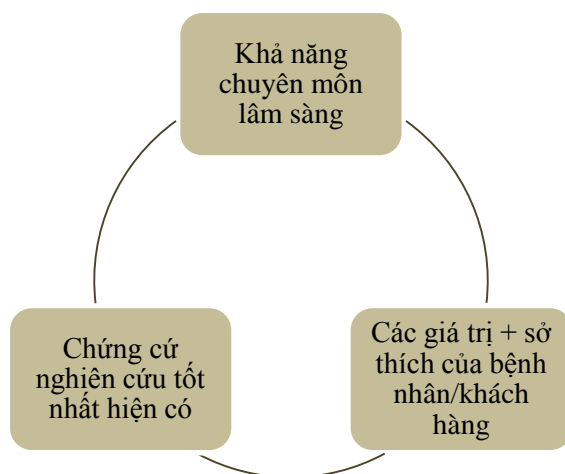 Khả năng
chuyên môn
lâm sàng
Chứng cứ
nghiên cứu tốt
nhất hiện có
Các giá trị + sở
thích của bệnh
nhân/khách
hàng